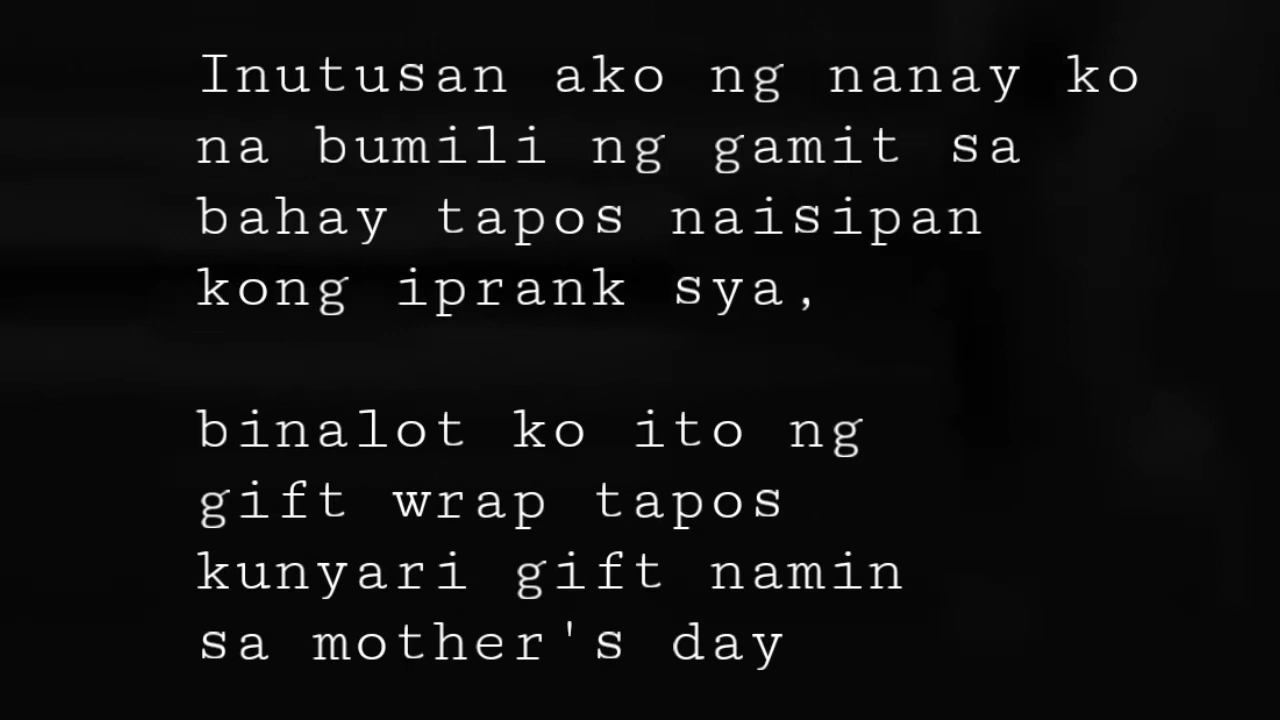 Inutusan ako ng nanay ko
na bumili ng gamit sa
bahay tapos naisipan
kong iprank sya,
binalot ko ito ng
gift wrap tapos
kunyari gift namin
sa mother's day